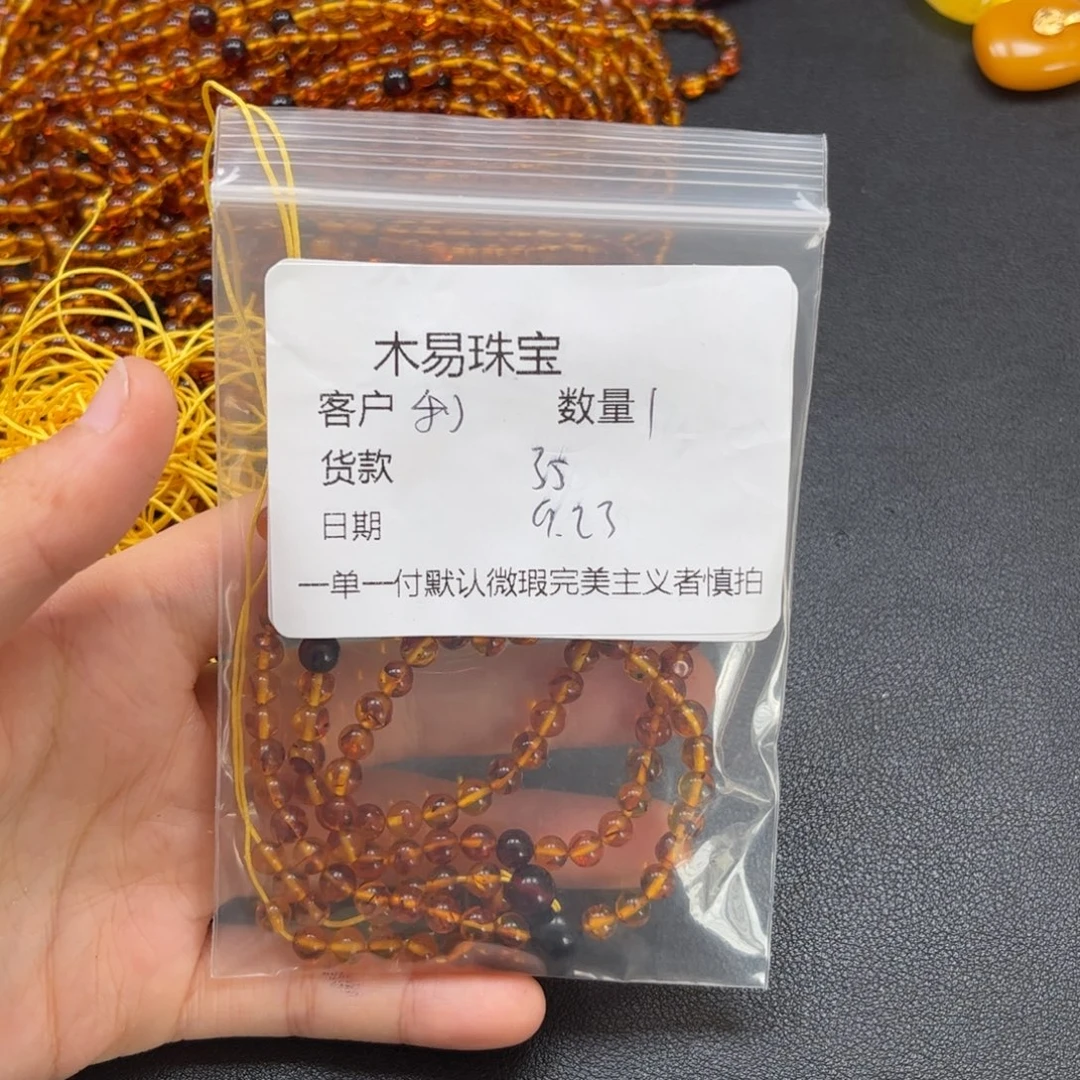 木易珠宝
客户 数量 1
货款 35
日期 9.23
一单一付默认微瑕完美主义者慎拍